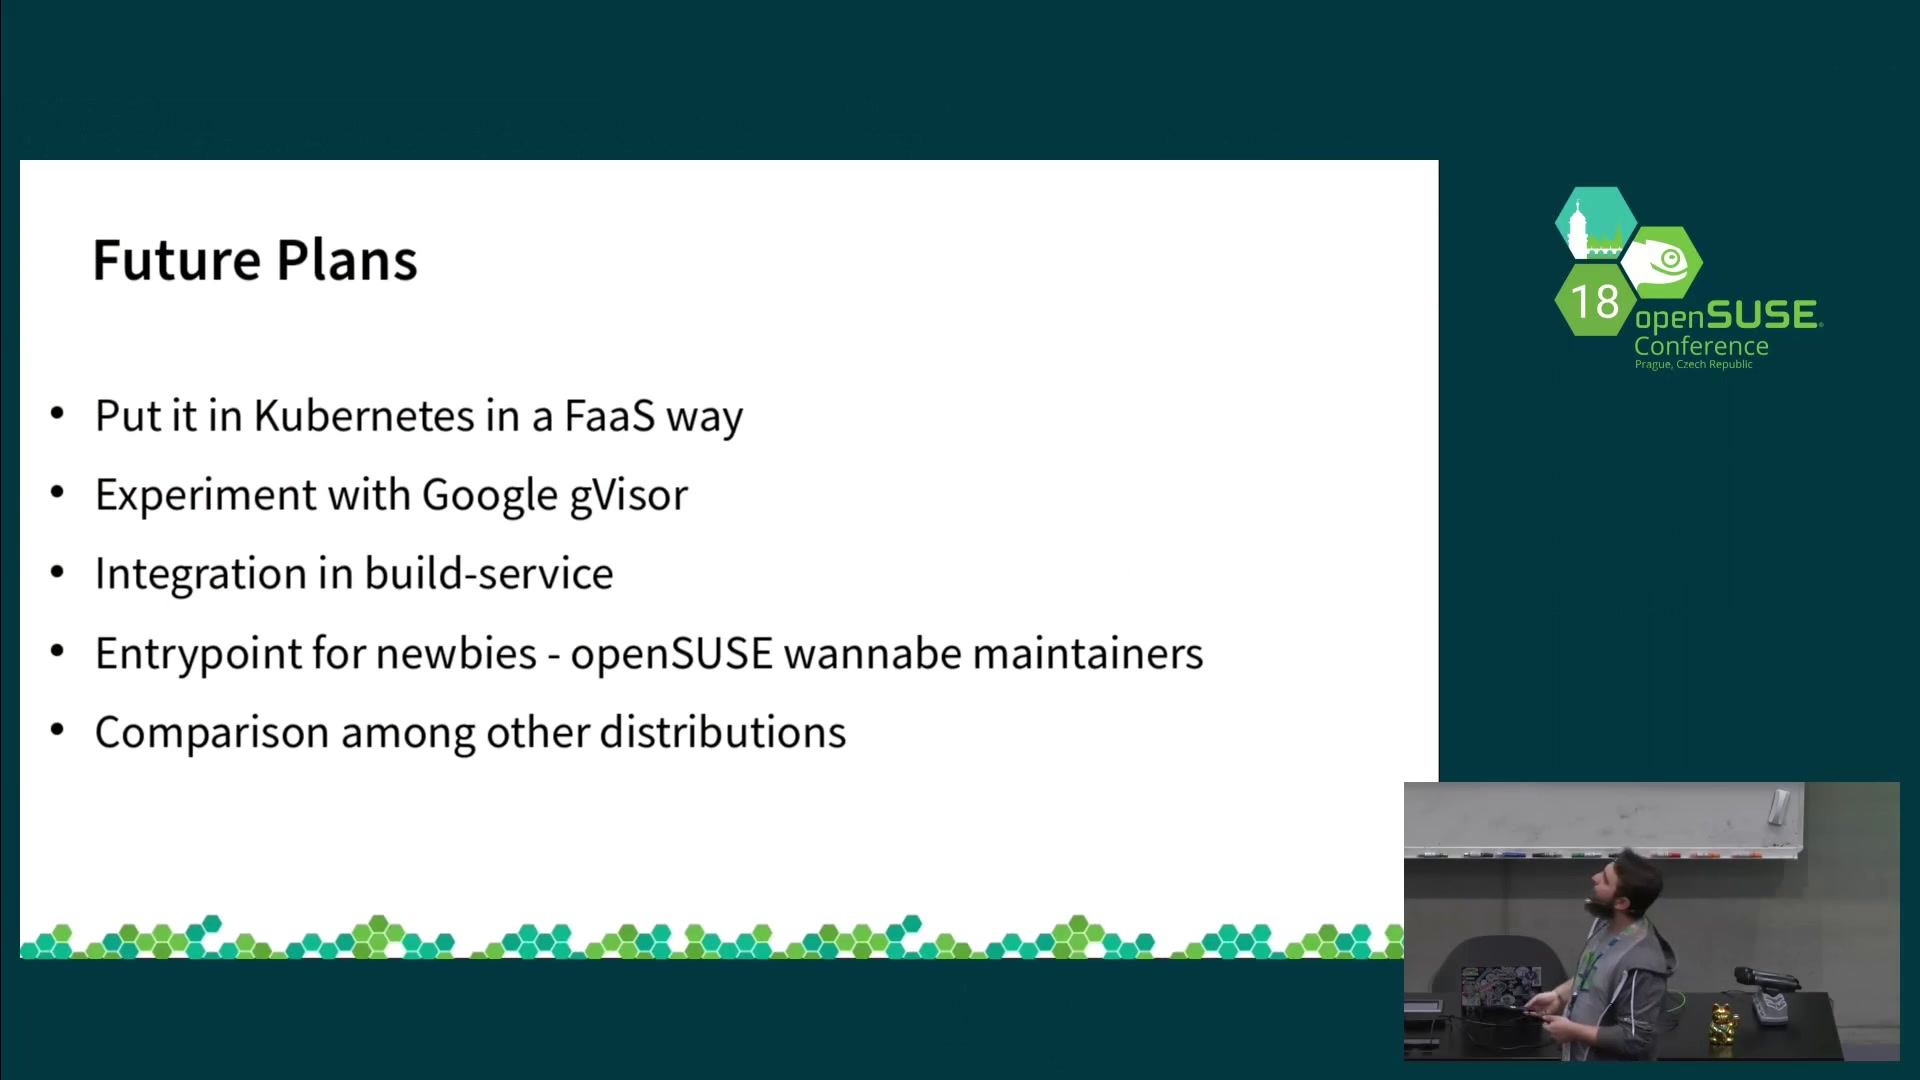 Future Plans
• Put it in Kubernetes in a FaaS way
• Experiment with Google gVisor
• Integration in build-service
• Entrypoint for newbies - openSUSE wannabe maintainers
• Comparison among other distributions
18
openSUSE
Conference
Prague, Czech Republic